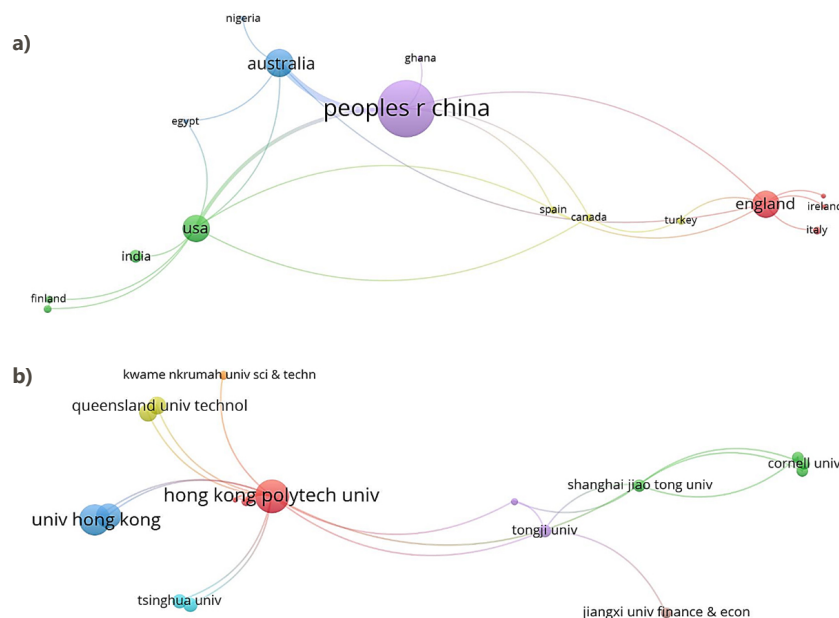 a)
nigeria
australia
ghana
peoples r china
egypt
spain
canada
turkey
england
ireland
italy
usa
india
finland
b)
kwame nkrumah univ sci & techn
queensland univ technol
hong kong polytech univ
univ hong kong
tsinghua univ
shanghai jiao tong univ
cornell univ
tongji univ
jiangxi univ finance & econ